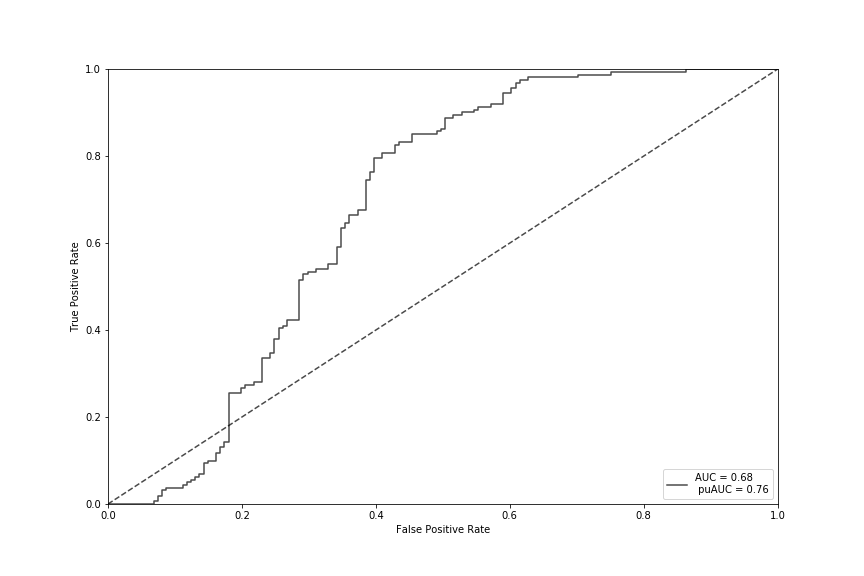 1.0
0.8
0.6
0.4
0.2
0.0
True Positive Rate
AUC = 0.68
puAUC = 0.76
0.0 0.2 0.4 0.6 0.8 1.0
False Positive Rate